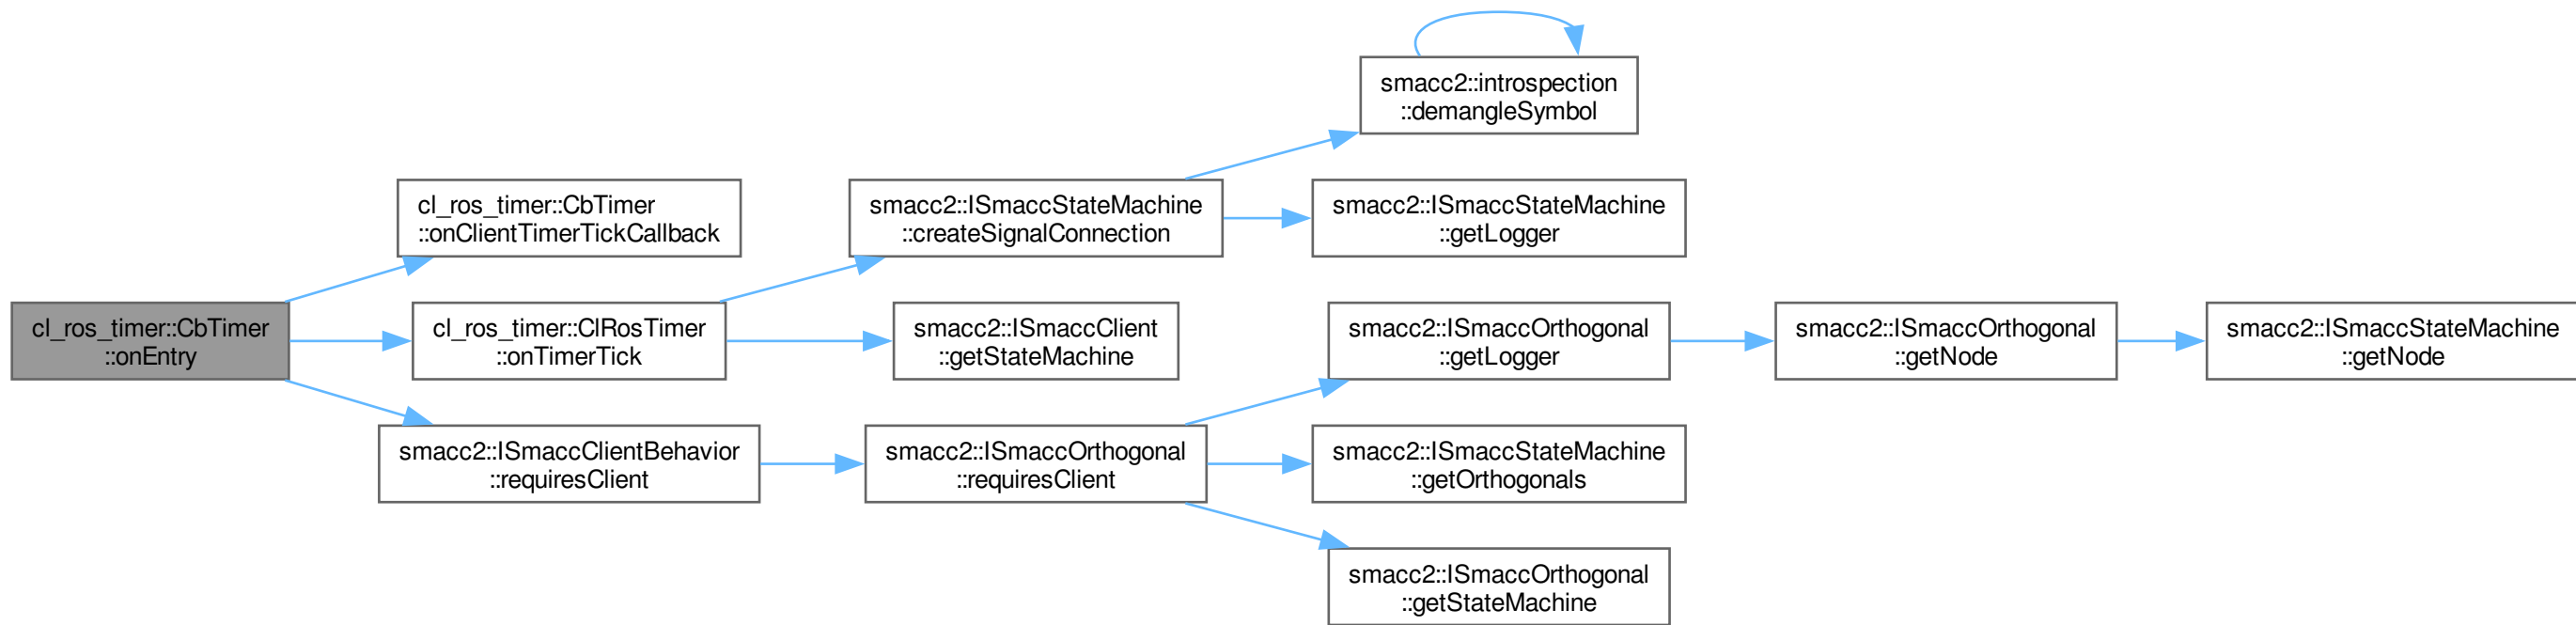 smacc2::introspection
::demangleSymbol
cl_ros_timer::CbTimer
::onClientTimerTickCallback
smacc2::ISmaccStateMachine
::createSignalConnection
smacc2::ISmaccStateMachine
::getLogger
cl_ros_timer::CbTimer
::onEntry
cl_ros_timer::ClRosTimer
::onTimerTick
smacc2::ISmaccClient
::getStateMachine
smacc2::ISmaccOrthogonal
::getLogger
smacc2::ISmaccOrthogonal
::getNode
smacc2::ISmaccStateMachine
::getNode
smacc2::ISmaccClientBehavior
::requiresClient
smacc2::ISmaccOrthogonal
::requiresClient
smacc2::ISmaccStateMachine
::getOrthogonals
smacc2::ISmaccOrthogonal
::getStateMachine